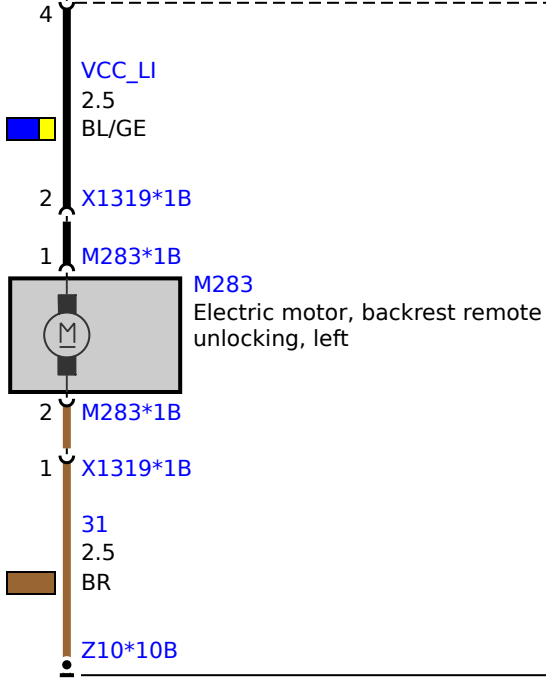 4
VCC_LI
2.5
BL/GE
2 X1319*1B
1 M283*1B
M283
Electric motor, backrest remote
unlocking, left
M
2 M283*1B
1 X1319*1B
31
2.5
BR
Z10*10B